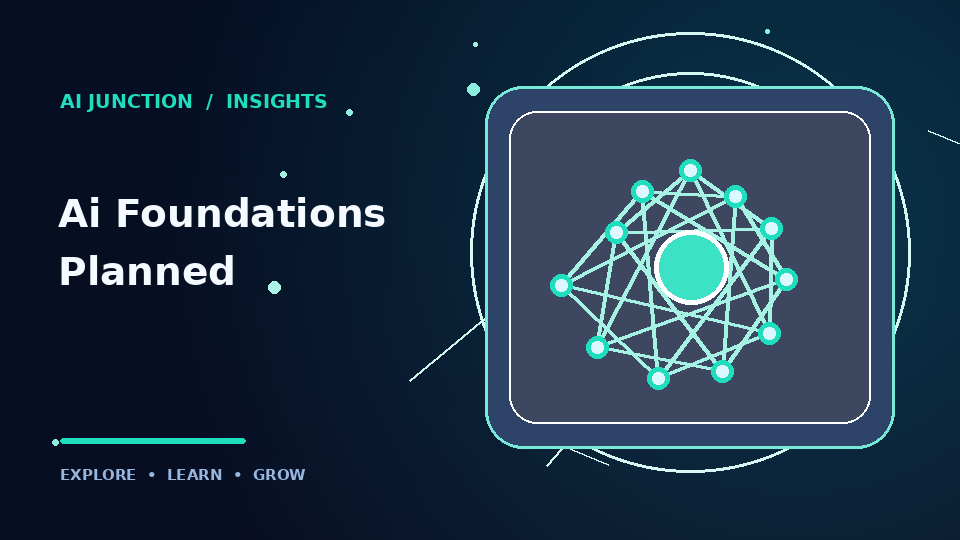 AI JUNCTION / INSIGHTS
Ai Foundations
Planned
EXPLORE • LEARN • GROW